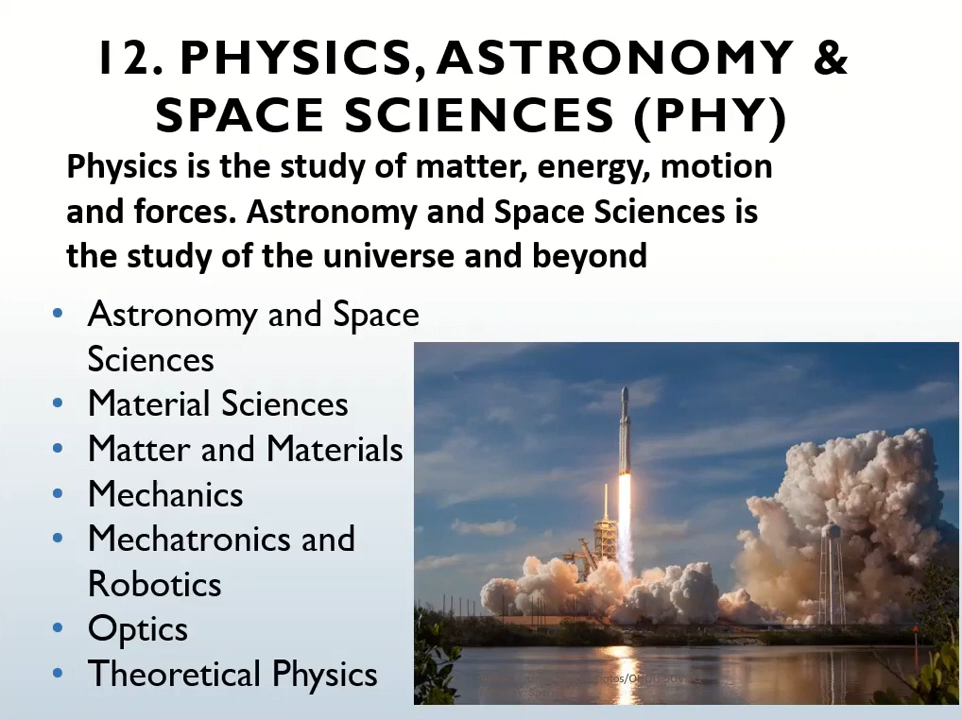 12. PHYSICS, ASTRONOMY &
SPACE SCIENCES (PHY)
Physics is the study of matter, energy, motion
and forces. Astronomy and Space Sciences is
the study of the universe and beyond
• Astronomy and Space
Sciences
• Material Sciences
• Matter and Materials
• Mechanics
• Mechatronics and
Robotics
• Optics
• Theoretical Physics